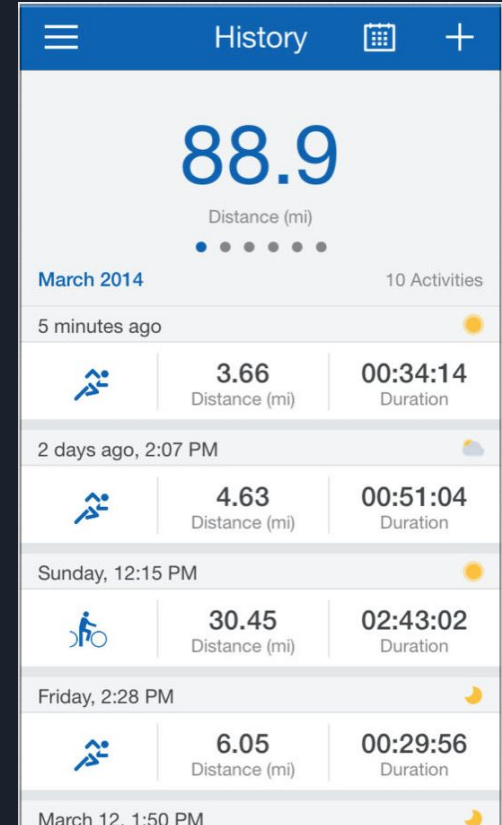 History
88.9
Distance (mi)
March 2014 10 Activities
5 minutes ago
3.66 00:34:14
Distance (mi) Duration
2 days ago, 2:07 PM
4.63 00:51:04
Distance (mi) Duration
Sunday, 12:15 PM
30.45 02:43:02
Distance (mi) Duration
Friday, 2:28 PM
6.05 00:29:56
Distance (mi) Duration
March 12, 1:50 PM